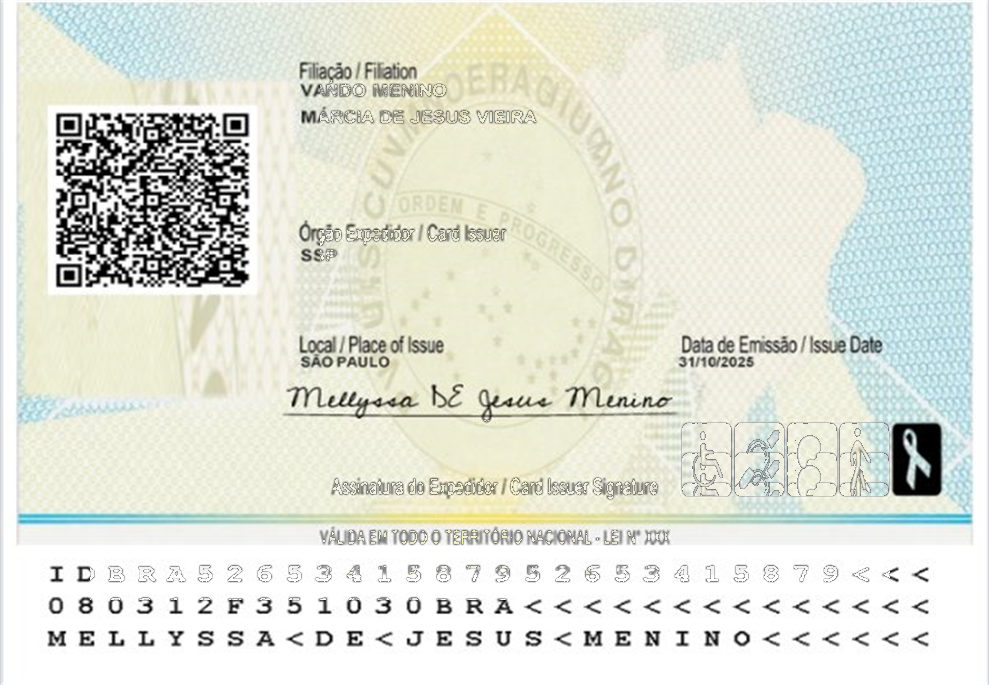 Filiação / Filiation
VANDO MENINO
MÁRCIA DE JESUS VIEIRA
ORDEM E PROGRESSO
Órgão Expedidor / Card Issuer
SSP
Local / Place of Issue
SÃO PAULO
Data de Emissão / Issue Date
31/10/2025
Mellyssa DE Jesus Menino
Assinatura do Expedidor / Card Issuer Signature
VÁLIDA EM TODO O TERRITÓRIO NACIONAL - LEI N° XXX
IDBRA5265341587952653415879<<<
080312F351030BRA<<<<<<<<<<<<<<
MELLYSSA<DE<JESUS<MENINO<<<<<<